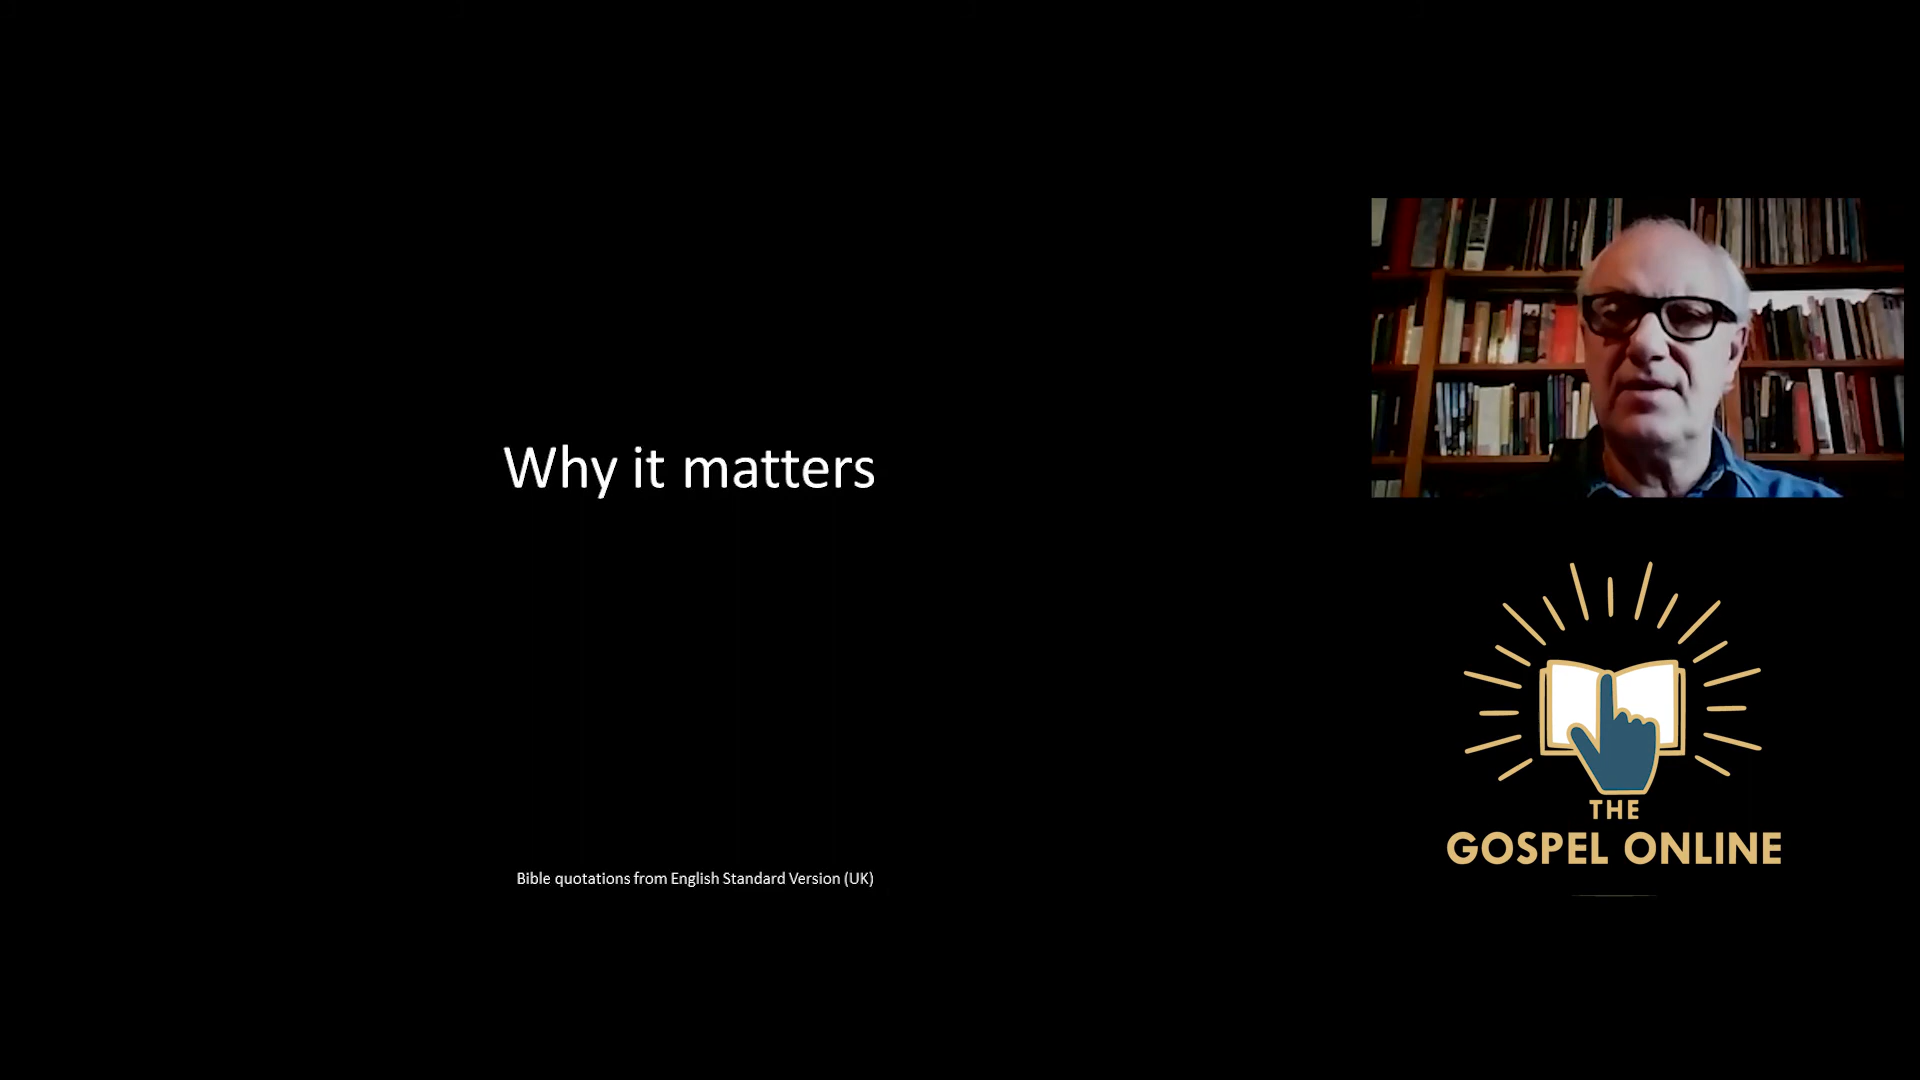 Why it matters
Bible quotations from English Standard Version (UK)
THE
GOSPEL ONLINE